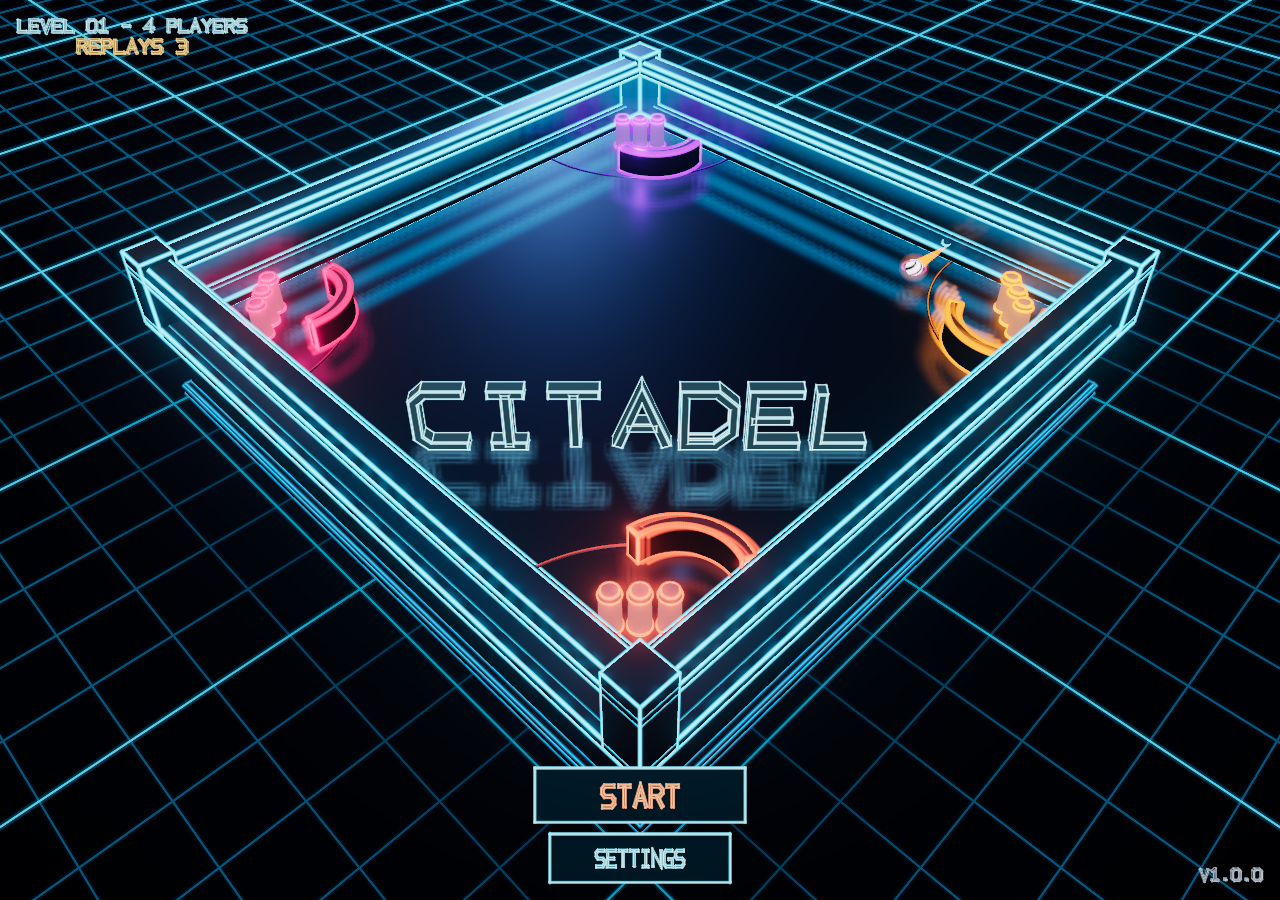 LEVEL 01 - 4 PLAYERS
REPLAYS 3
CITADEL
START
SETTINGS
V1.0.0